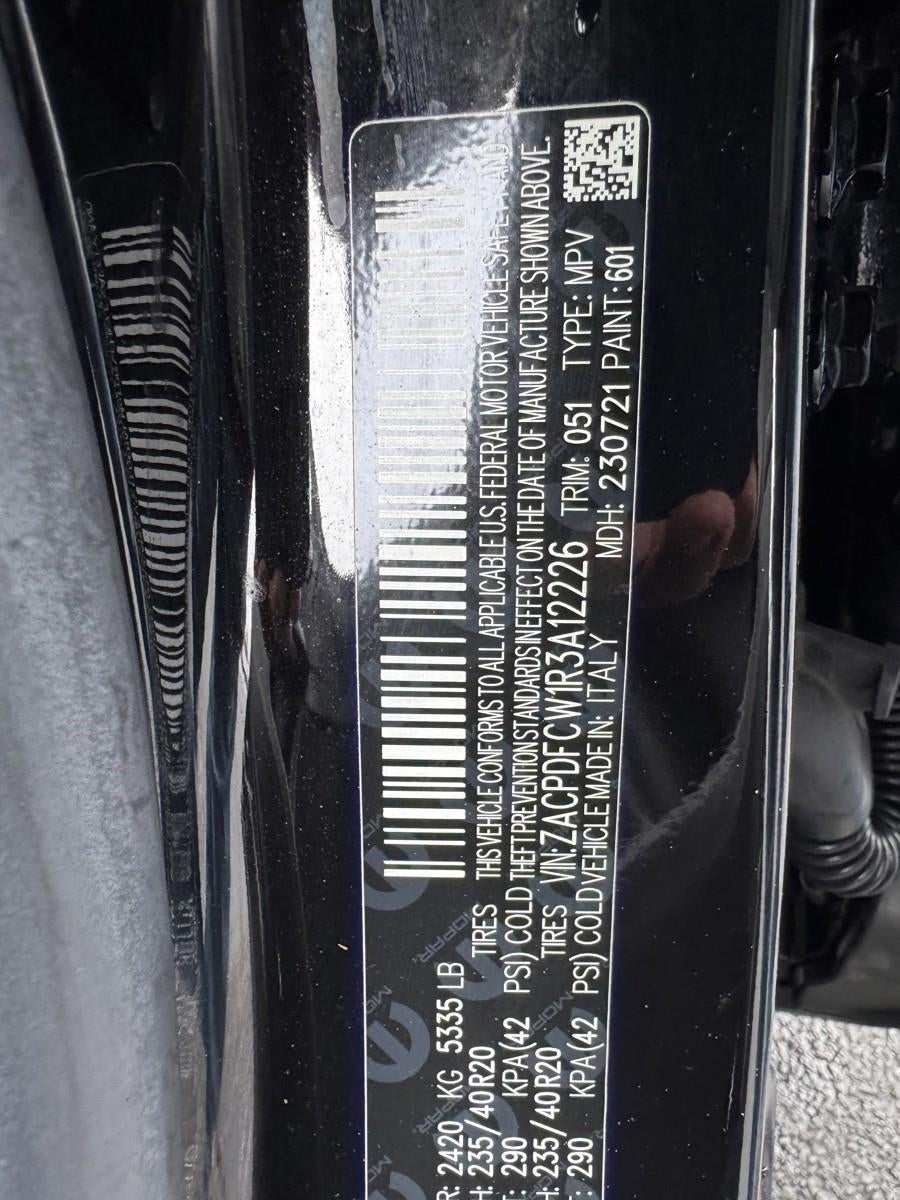 R: 2420 KG 5335 LB
H: 235/40R20 TIRES
T: 290 KPA(42 PSI) COLD
H: 235/40R20 TIRES
T: 290 KPA(42 PSI) COLD
THIS VEHICLE CONFORMS TO ALL APPLICABLE U.S. FEDERAL MOTOR VEHICLE SAFETY AND
THEFT PREVENTION STANDARDS IN EFFECT ON THE DATE OF MANUFACTURE SHOWN ABOVE.
VIN:ZACPDFCW1R3A12226 TRIM: 051 TYPE: MPV
VEHICLE MADE IN: ITALY MDH: 230721 PAINT:601
MOPAR
MOPAR
MOPAR